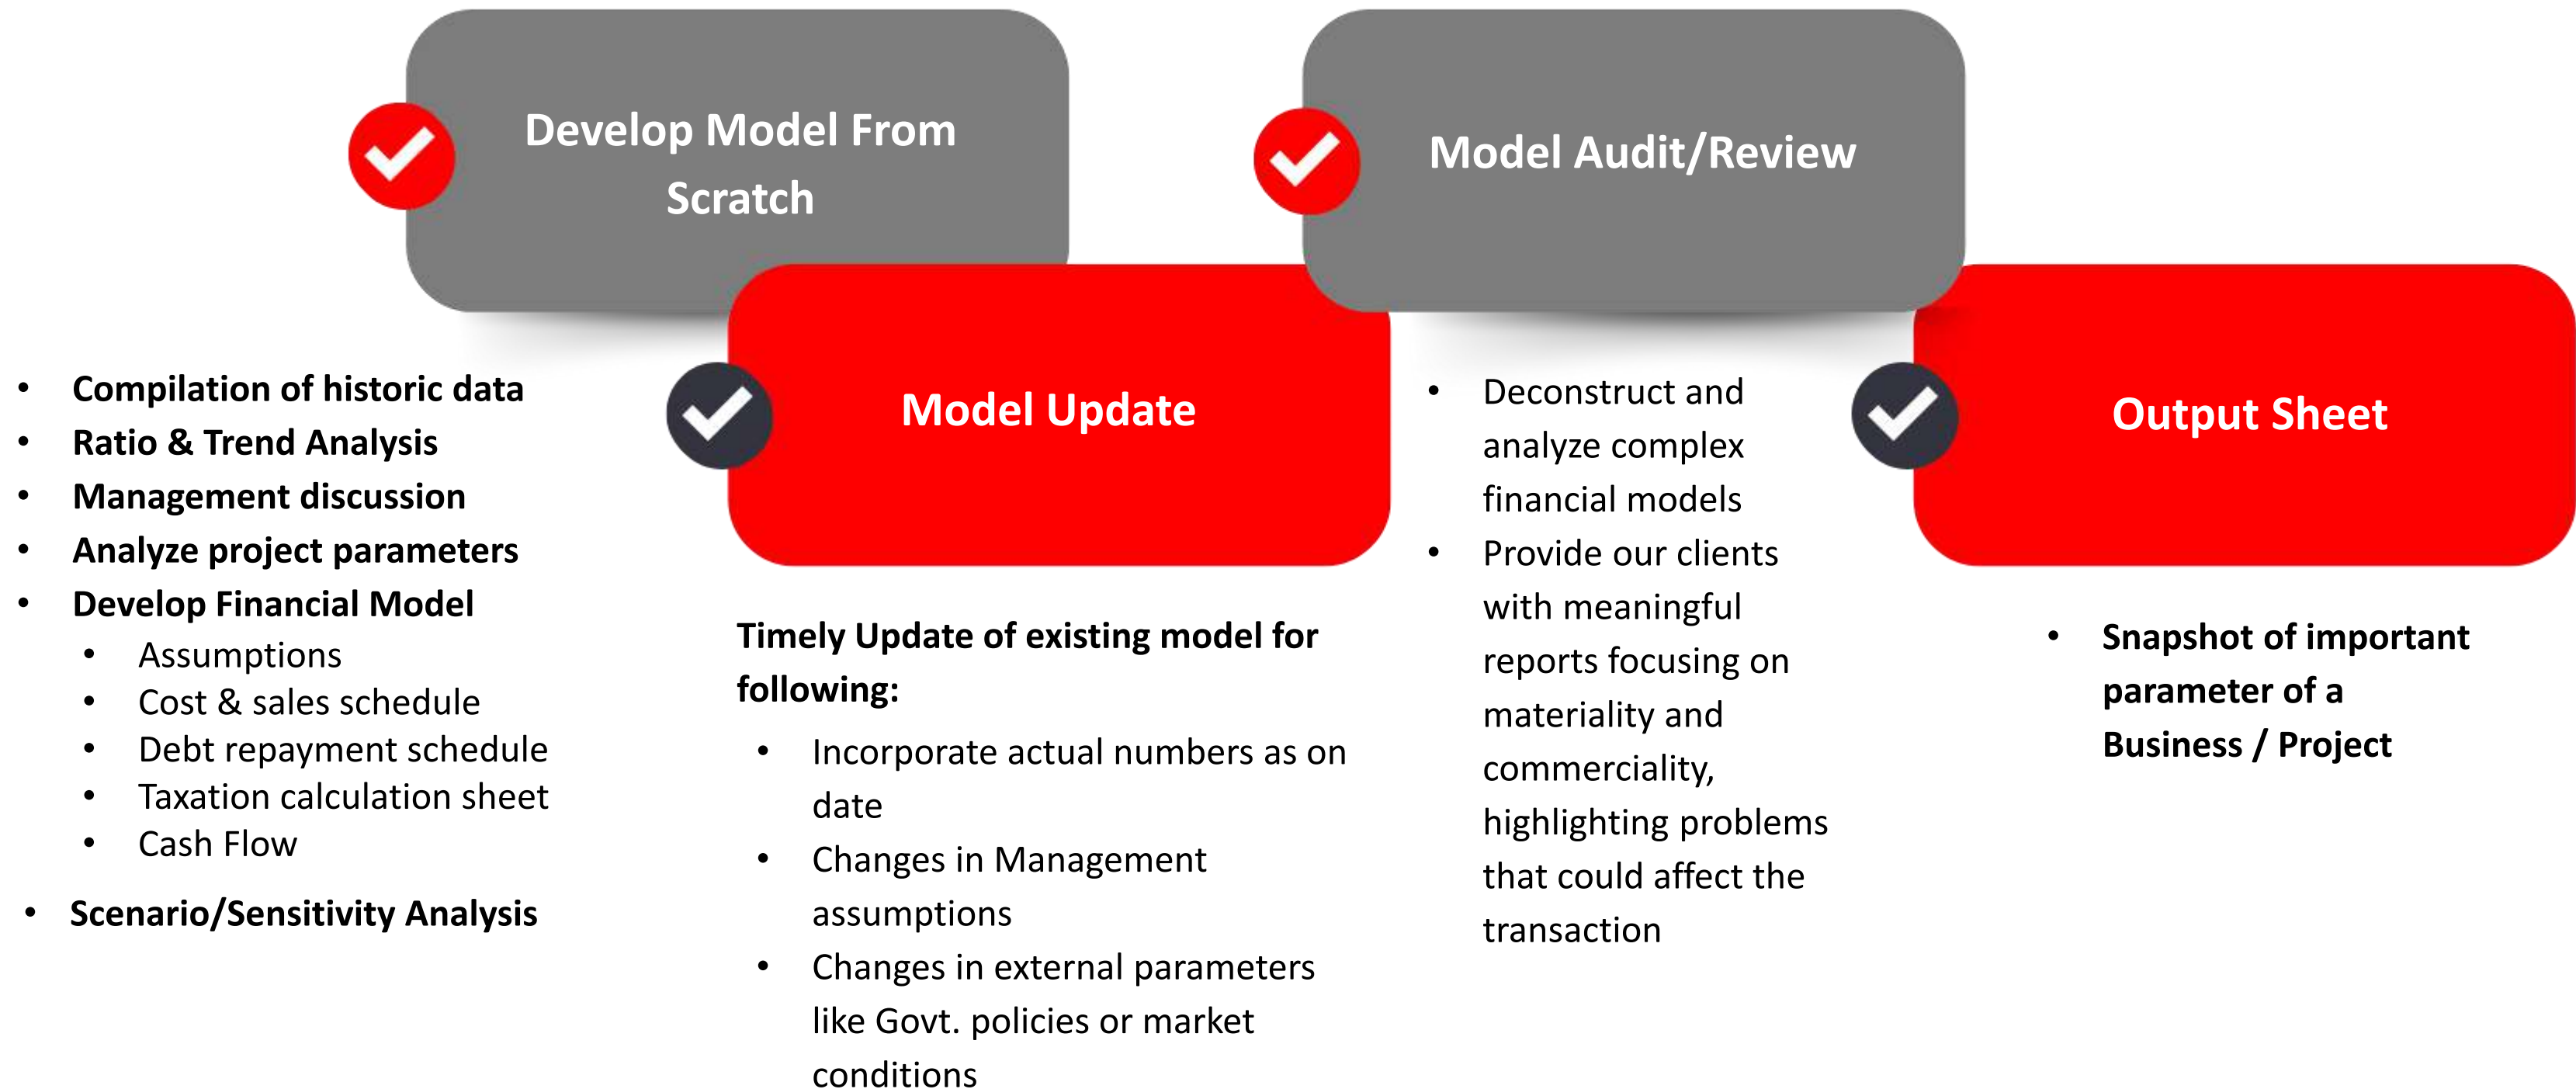 Develop Model From
Scratch
• Compilation of historic data
• Ratio & Trend Analysis
• Management discussion
• Analyze project parameters
• Develop Financial Model
• Assumptions
• Cost & sales schedule
• Debt repayment schedule
• Taxation calculation sheet
• Cash Flow
• Scenario/Sensitivity Analysis
Model Update
Timely Update of existing model for
following:
• Incorporate actual numbers as on
date
• Changes in Management
assumptions
• Changes in external parameters
like Govt. policies or market
conditions
Model Audit/Review
• Deconstruct and
analyze complex
financial models
• Provide our clients
with meaningful
reports focusing on
materiality and
commerciality,
highlighting problems
that could affect the
transaction
Output Sheet
• Snapshot of important
parameter of a
Business / Project